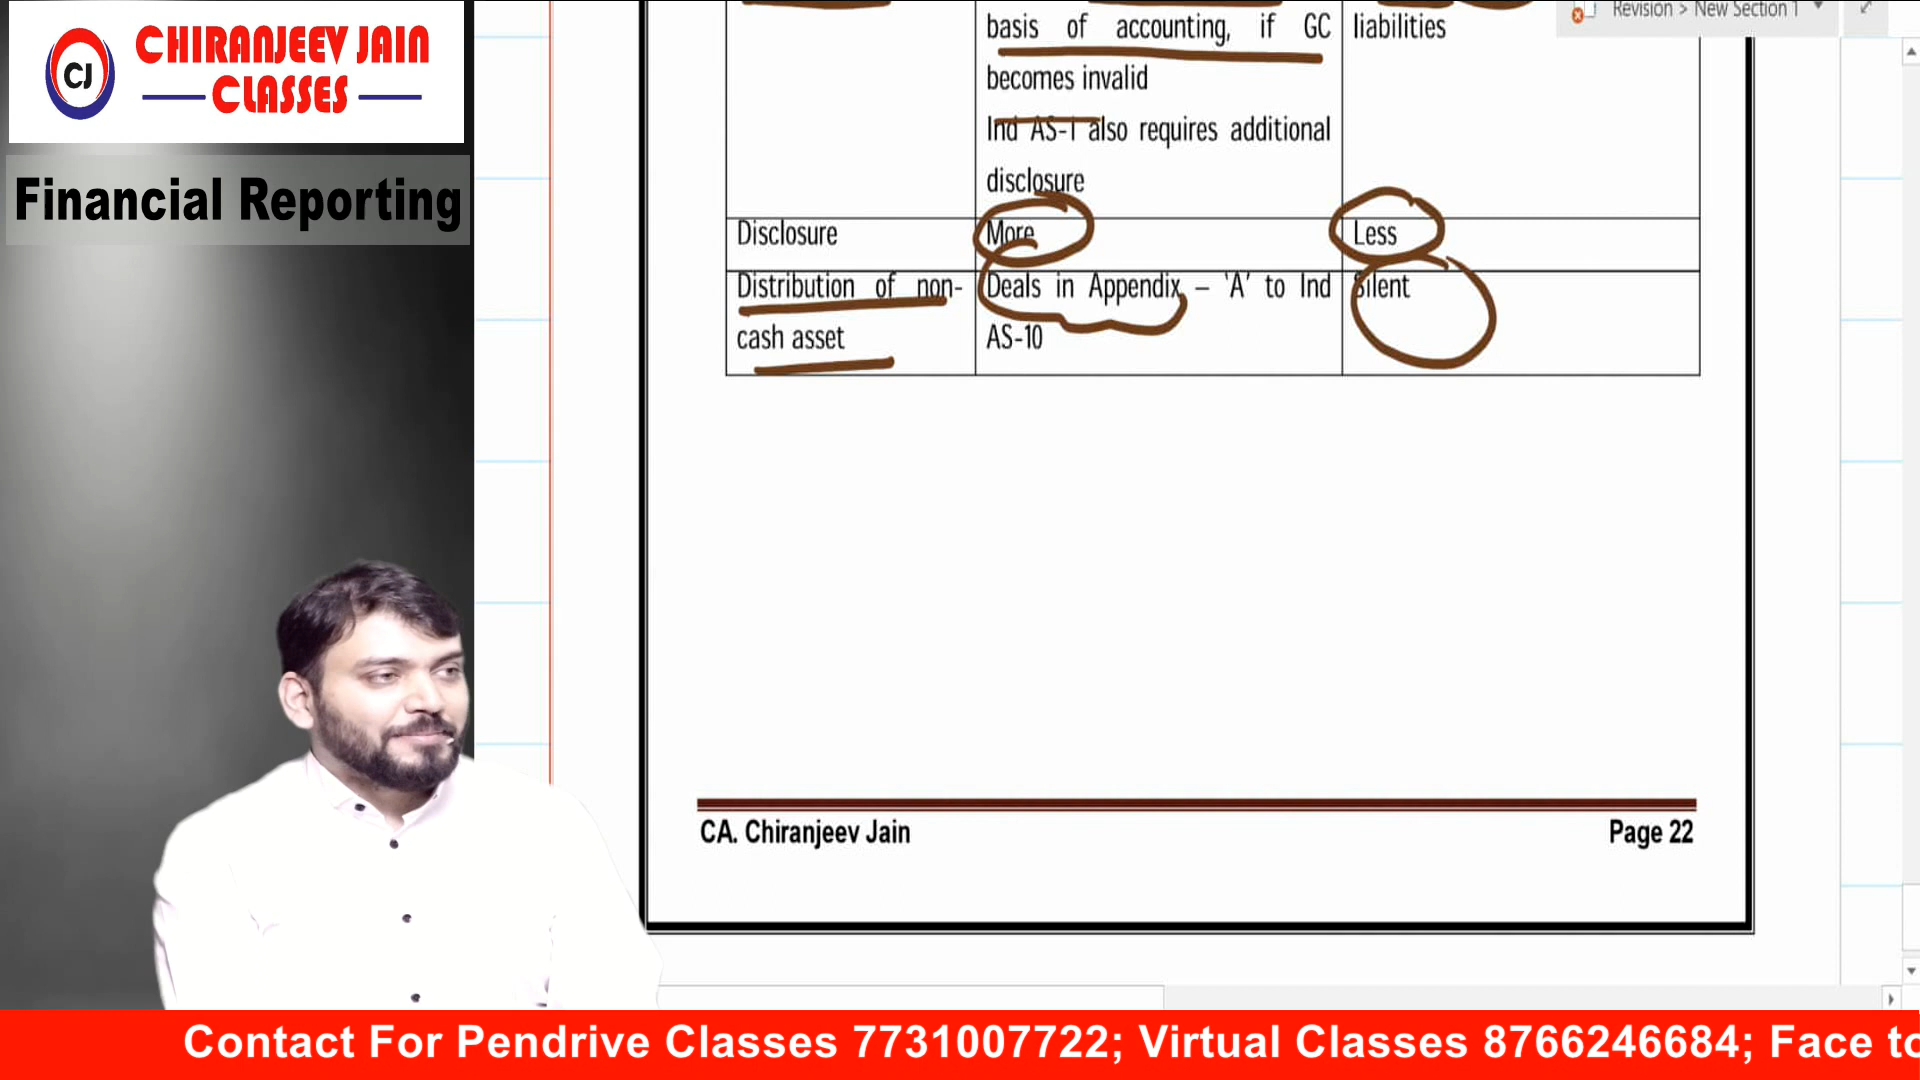 CHIRANJEEV JAIN
CLASSES
CJ
Financial Reporting
Revision > New Section 1
basis of accounting, if GC
becomes invalid
Ind AS-I also requires additional
disclosure
liabilities
Disclosure
More
Less
Distribution of non-
cash asset
Deals in Appendix – ‘A’ to Ind
AS-10
Silent
CA. Chiranjeev Jain
Page 22
Contact For Pendrive Classes 7731007722; Virtual Classes 8766246684; Face to